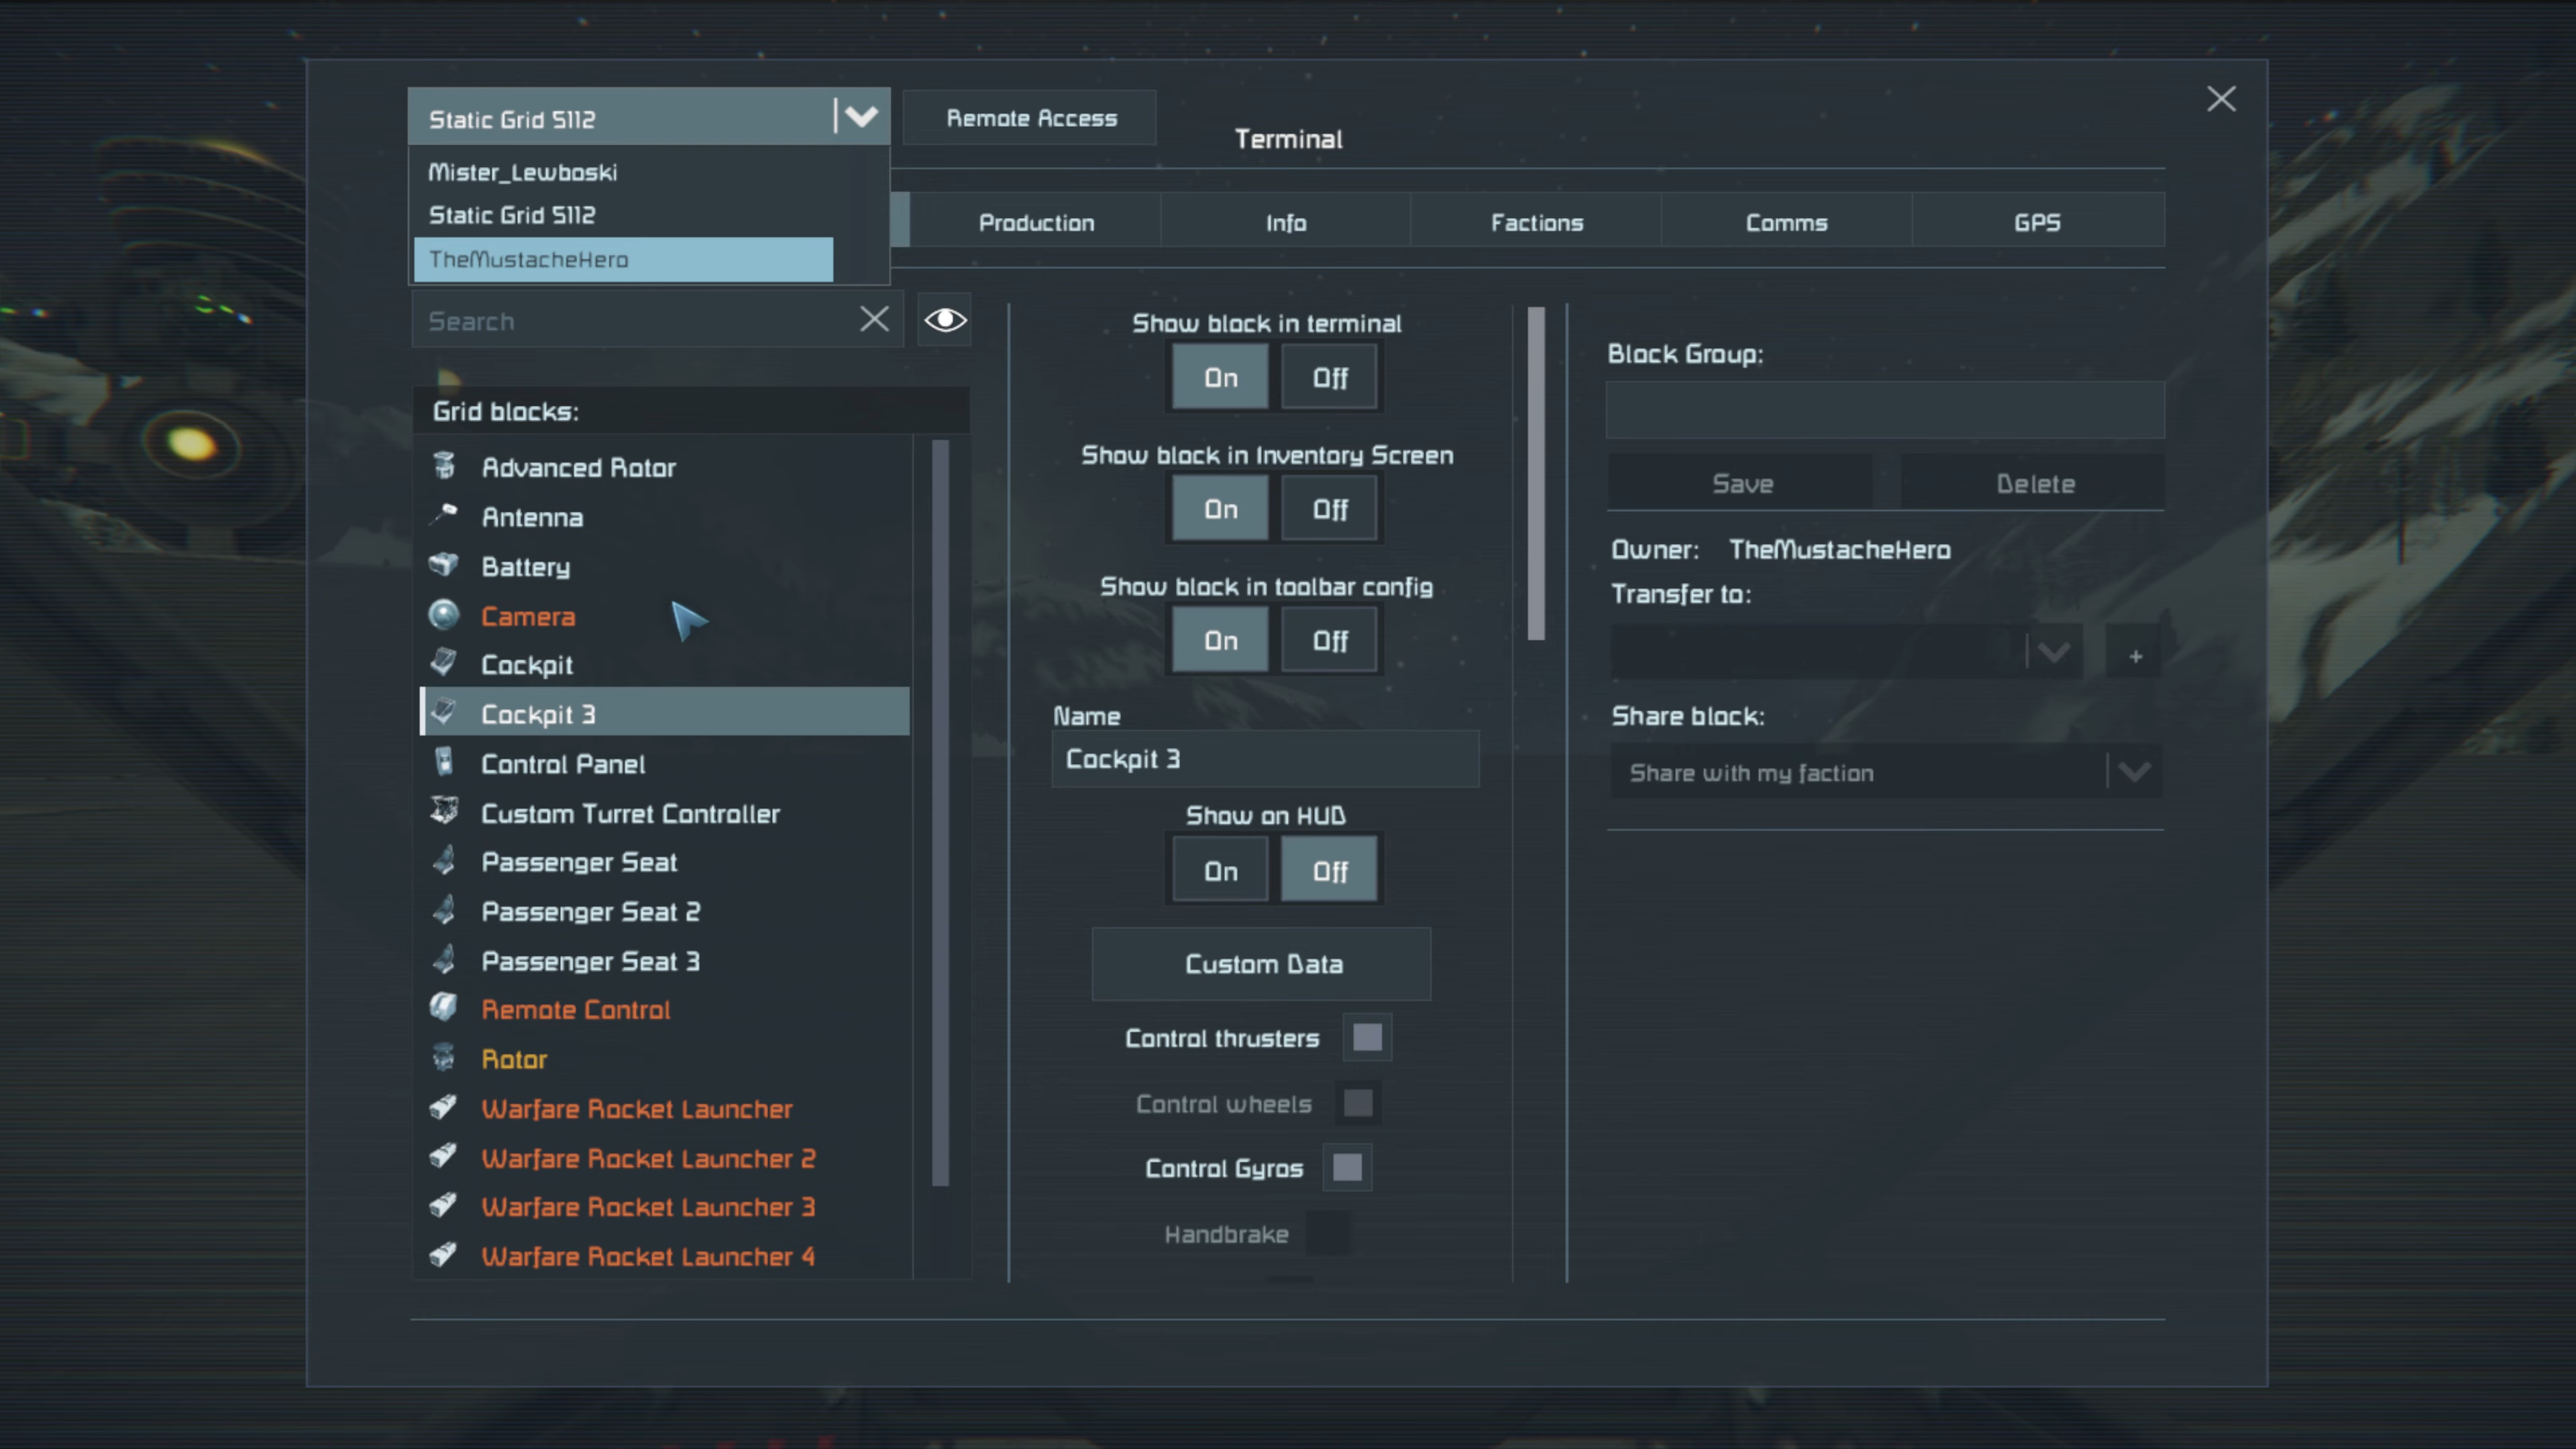 Static Grid 5112
Remote Access
Terminal
Mister_Lewboski
Static Grid 5112
TheMustacheHero
Production
Info
Factions
Comms
GPS
Search
Grid blocks:
Advanced Rotor
Antenna
Battery
Camera
Cockpit
Cockpit 3
Control Panel
Custom Turret Controller
Passenger Seat
Passenger Seat 2
Passenger Seat 3
Remote Control
Rotor
Warfare Rocket Launcher
Warfare Rocket Launcher 2
Warfare Rocket Launcher 3
Warfare Rocket Launcher 4
Show block in terminal
On Off
Show block in Inventory Screen
On Off
Show block in toolbar config
On Off
Name
Cockpit 3
Show on HUD
On Off
Custom Data
Control thrusters
Control wheels
Control Gyros
Handbrake
Block Group:
Save Delete
Owner: TheMustacheHero
Transfer to:
+
Share block:
Share with my faction